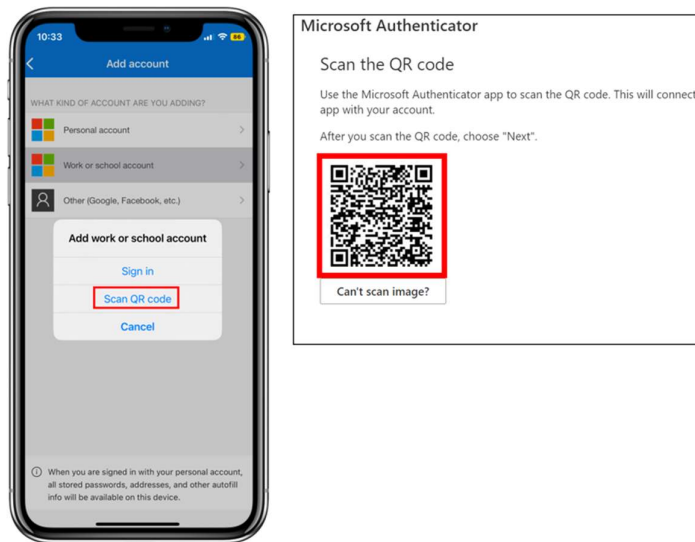 10:33
86
Add account
WHAT KIND OF ACCOUNT ARE YOU ADDING?
Personal account
Work or school account
Other (Google, Facebook, etc.)
Add work or school account
Sign in
Scan QR code
Cancel
When you are signed in with your personal account,
all stored passwords, addresses, and other autofill
info will be available on this device.
Microsoft Authenticator
Scan the QR code
Use the Microsoft Authenticator app to scan the QR code. This will connect
app with your account.
After you scan the QR code, choose "Next".
Can't scan image?